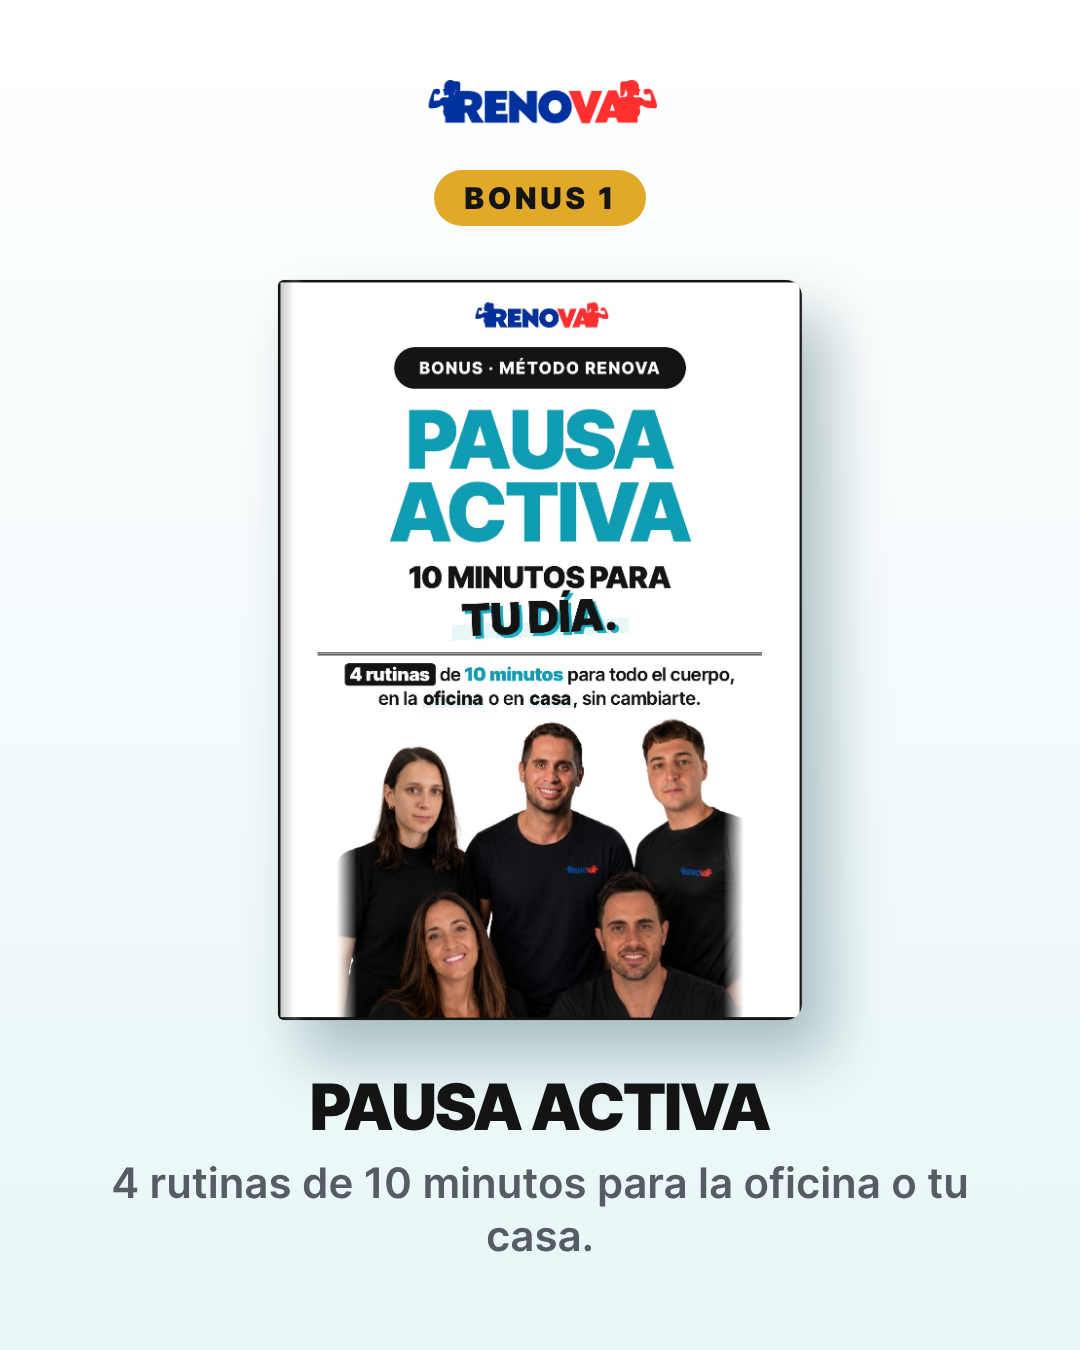 RENOVA
BONUS 1
RENOVA
BONUS · MÉTODO RENOVA
PAUSA
ACTIVA
10 MINUTOS PARA
TU DÍA.
4 rutinas de 10 minutos para todo el cuerpo,
en la oficina o en casa, sin cambiarte.
RENOVA
RENOVA
PAUSA ACTIVA
4 rutinas de 10 minutos para la oficina o tu
casa.